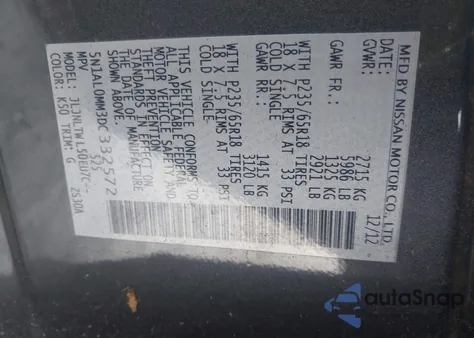 MFD BY NISSAN MOTOR CO., LTD.
DATE: 12/12
GVWR: 2715 KG
5986 LB
GAWR FR.: 1325 KG
2921 LB
WITH P235/65R18 TIRES
18 X 7.5 RIMS AT 33 PSI
COLD SINGLE
GAWR RR.: 1415 KG
3120 LB
WITH P235/65R18 TIRES
18 X 7.5 RIMS AT 33 PSI
COLD SINGLE
THIS VEHICLE CONFORMS TO
ALL APPLICABLE FEDERAL
MOTOR VEHICLE SAFETY AND
THEFT PREVENTION
STANDARDS IN EFFECT ON
THE DATE OF MANUFACTURE
SHOWN ABOVE.
5N1AL0MM3DC332572
MPV
MODEL:
COLOR: K50 TRIM: G 2530A
autoSnap